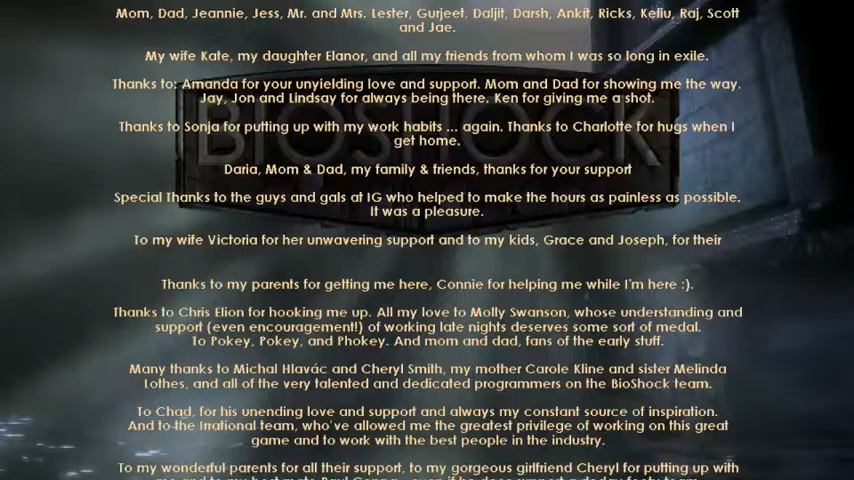 Mom, Dad, Jeannie, Jess, Mr. and Mrs. Lester, Gurjeet, Daljit, Darsh, Ankit, Ricks, Keliu, Raj, Scott
and Jae.
My wife Kate, my daughter Elanor, and all my friends from whom I was so long in exile.
Thanks to: Amanda for your unyielding love and support. Mom and Dad for showing me the way.
Jay, Jon and Lindsay for always being there. Ken for giving me a shot.
Thanks to Sonja for putting up with my work habits ... again. Thanks to Charlotte for hugs when I
get home.
BIOSHOCK
Daria, Mom & Dad, my family & friends, thanks for your support
Special Thanks to the guys and gals at IG who helped to make the hours as painless as possible.
It was a pleasure.
To my wife Victoria for her unwavering support and to my kids, Grace and Joseph, for their
Thanks to my parents for getting me here, Connie for helping me while I'm here :).
Thanks to Chris Elion for hooking me up. All my love to Molly Swanson, whose understanding and
support (even encouragement!) of working late nights deserves some sort of medal.
To Pokey, Pokey, and Phokey. And mom and dad, fans of the early stuff.
Many thanks to Michal Hlavác and Cheryl Smith, my mother Carole Kline and sister Melinda
Lothes, and all of the very talented and dedicated programmers on the BioShock team.
To Chad, for his unending love and support and always my constant source of inspiration.
And to the Irrational team, who've allowed me the greatest privilege of working on this great
game and to work with the best people in the industry.
To my wonderful parents for all their support, to my gorgeous girlfriend Cheryl for putting up with